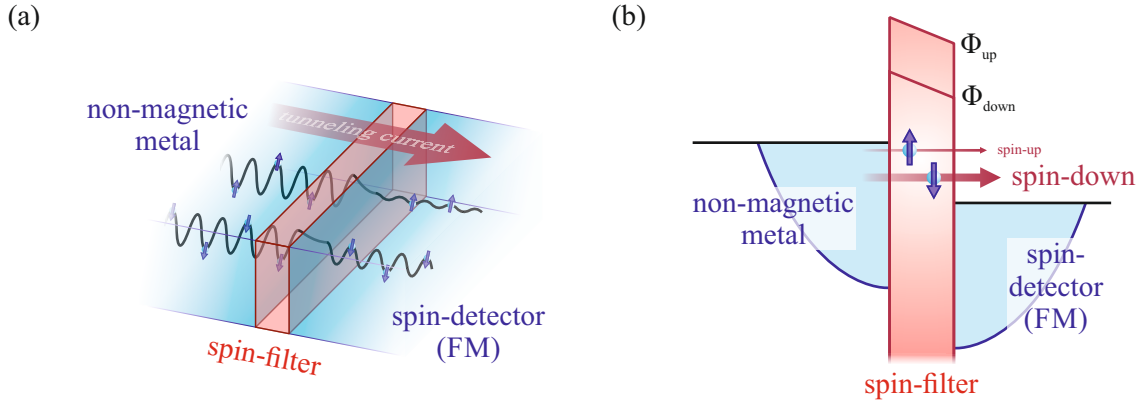 (a)
non-magnetic
metal
tunneling current
spin-detector
(FM)
spin-filter
(b)
Φup
Φdown
spin-up
spin-down
non-magnetic
metal
spin-
detector
(FM)
spin-filter